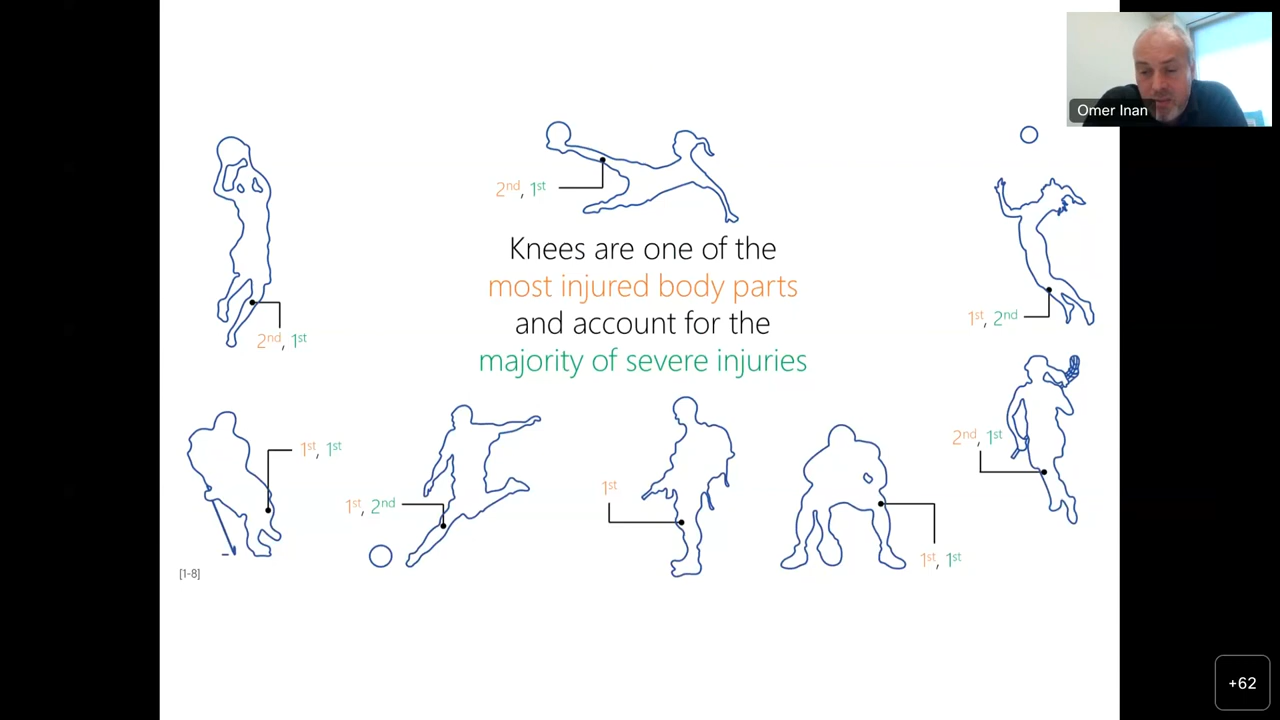 Omer Inan
2nd, 1st
Knees are one of the
most injured body parts
and account for the
majority of severe injuries
1st, 2nd
2nd, 1st
2nd, 1st
1st, 1st
1st, 2nd
1st
1st, 1st
[1-8]
+62